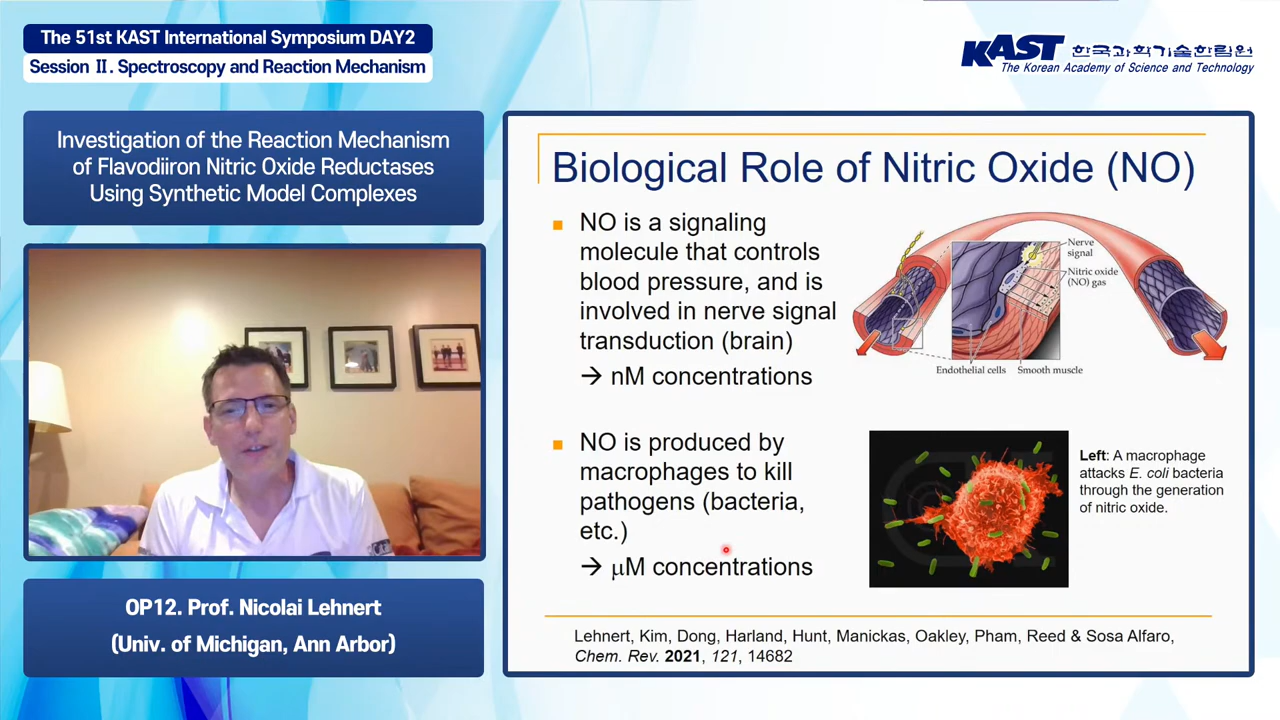 The 51st KAST International Symposium DAY2
Session Ⅱ. Spectroscopy and Reaction Mechanism
KAST 한국과학기술한림원
The Korean Academy of Science and Technology
Investigation of the Reaction Mechanism
of Flavodiiron Nitric Oxide Reductases
Using Synthetic Model Complexes
OP12. Prof. Nicolai Lehnert
(Univ. of Michigan, Ann Arbor)
Biological Role of Nitric Oxide (NO)
NO is a signaling
molecule that controls
blood pressure, and is
involved in nerve signal
transduction (brain)
→ nM concentrations
Nerve
signal
Nitric oxide
(NO) gas
Endothelial cells
Smooth muscle
NO is produced by
macrophages to kill
pathogens (bacteria,
etc.)
→ μM concentrations
Left: A macrophage
attacks E. coli bacteria
through the generation
of nitric oxide.
Lehnert, Kim, Dong, Harland, Hunt, Manickas, Oakley, Pham, Reed & Sosa Alfaro,
Chem. Rev. 2021, 121, 14682